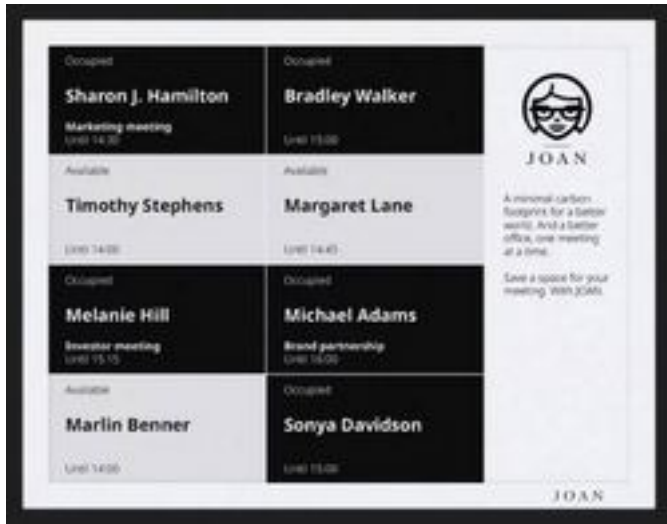 Occupied
Sharon J. Hamilton
Marketing meeting
Until 14:30
Occupied
Bradley Walker
Until 15:00
Available
Timothy Stephens
Until 14:00
Available
Margaret Lane
Until 14:45
Occupied
Melanie Hill
Investor meeting
Until 15:15
Occupied
Michael Adams
Brand partnership
Until 16:00
Available
Marlin Benner
Until 14:00
Occupied
Sonya Davidson
Until 15:00
JOAN
A minimal carbon
footprint for a better
world. And a better
office, one meeting
at a time.
Save a space for your
meeting. With JOAN.
JOAN